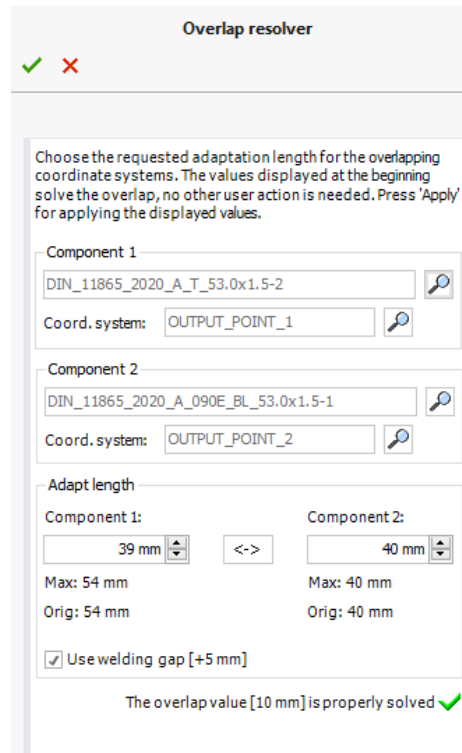 Overlap resolver
Choose the requested adaptation length for the overlapping
coordinate systems. The values displayed at the beginning
solve the overlap, no other user action is needed. Press 'Apply'
for applying the displayed values.
Component 1
DIN_11865_2020_A_T_53.0x1.5-2
Coord. system: OUTPUT_POINT_1
Component 2
DIN_11865_2020_A_090E_BL_53.0x1.5-1
Coord. system: OUTPUT_POINT_2
Adapt length
Component 1: Component 2:
39 mm <-> 40 mm
Max: 54 mm Max: 40 mm
Orig: 54 mm Orig: 40 mm
Use welding gap [+5 mm]
The overlap value [10 mm] is properly solved